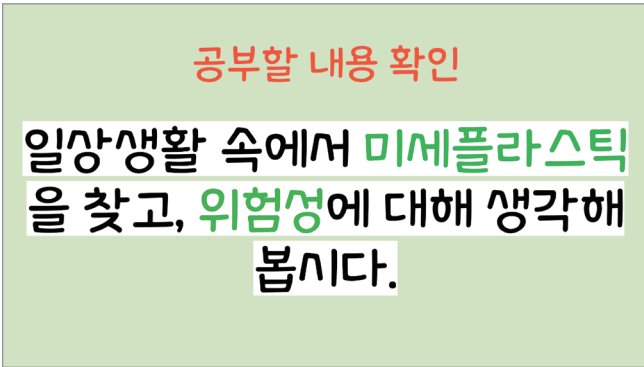 공부할 내용 확인
일상생활 속에서 미세플라스틱
을 찾고, 위험성에 대해 생각해
봅시다.